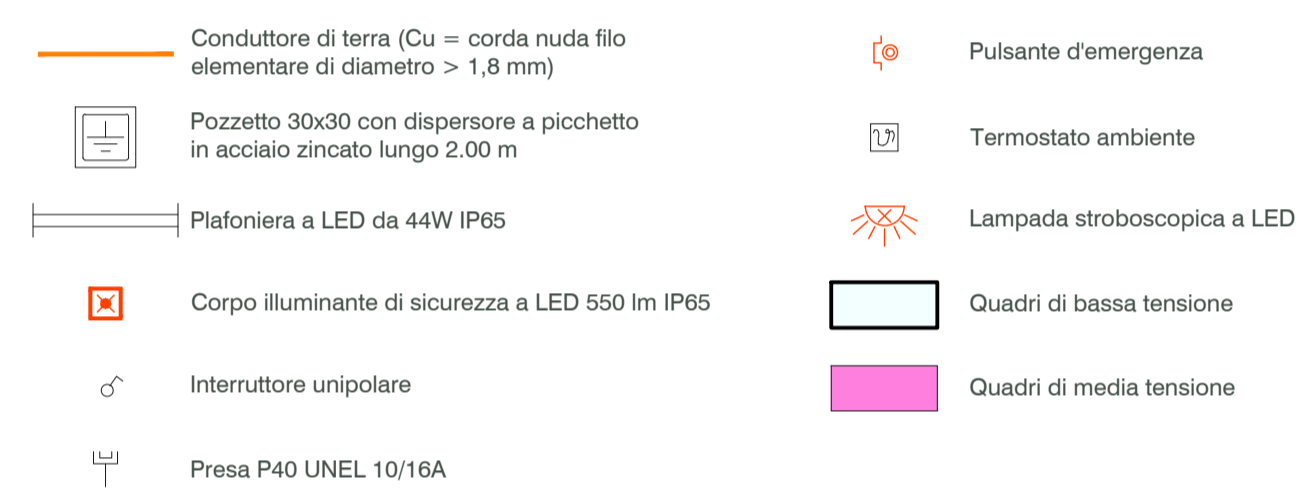 Conduttore di terra (Cu = corda nuda filo
elementare di diametro > 1,8 mm)
Pozzetto 30x30 con dispersore a picchetto
in acciaio zincato lungo 2.00 m
Plafoniera a LED da 44W IP65
Corpo illuminante di sicurezza a LED 550 lm IP65
Interruttore unipolare
Presa P40 UNEL 10/16A
Pulsante d'emergenza
Termostato ambiente
Lampada stroboscopica a LED
Quadri di bassa tensione
Quadri di media tensione